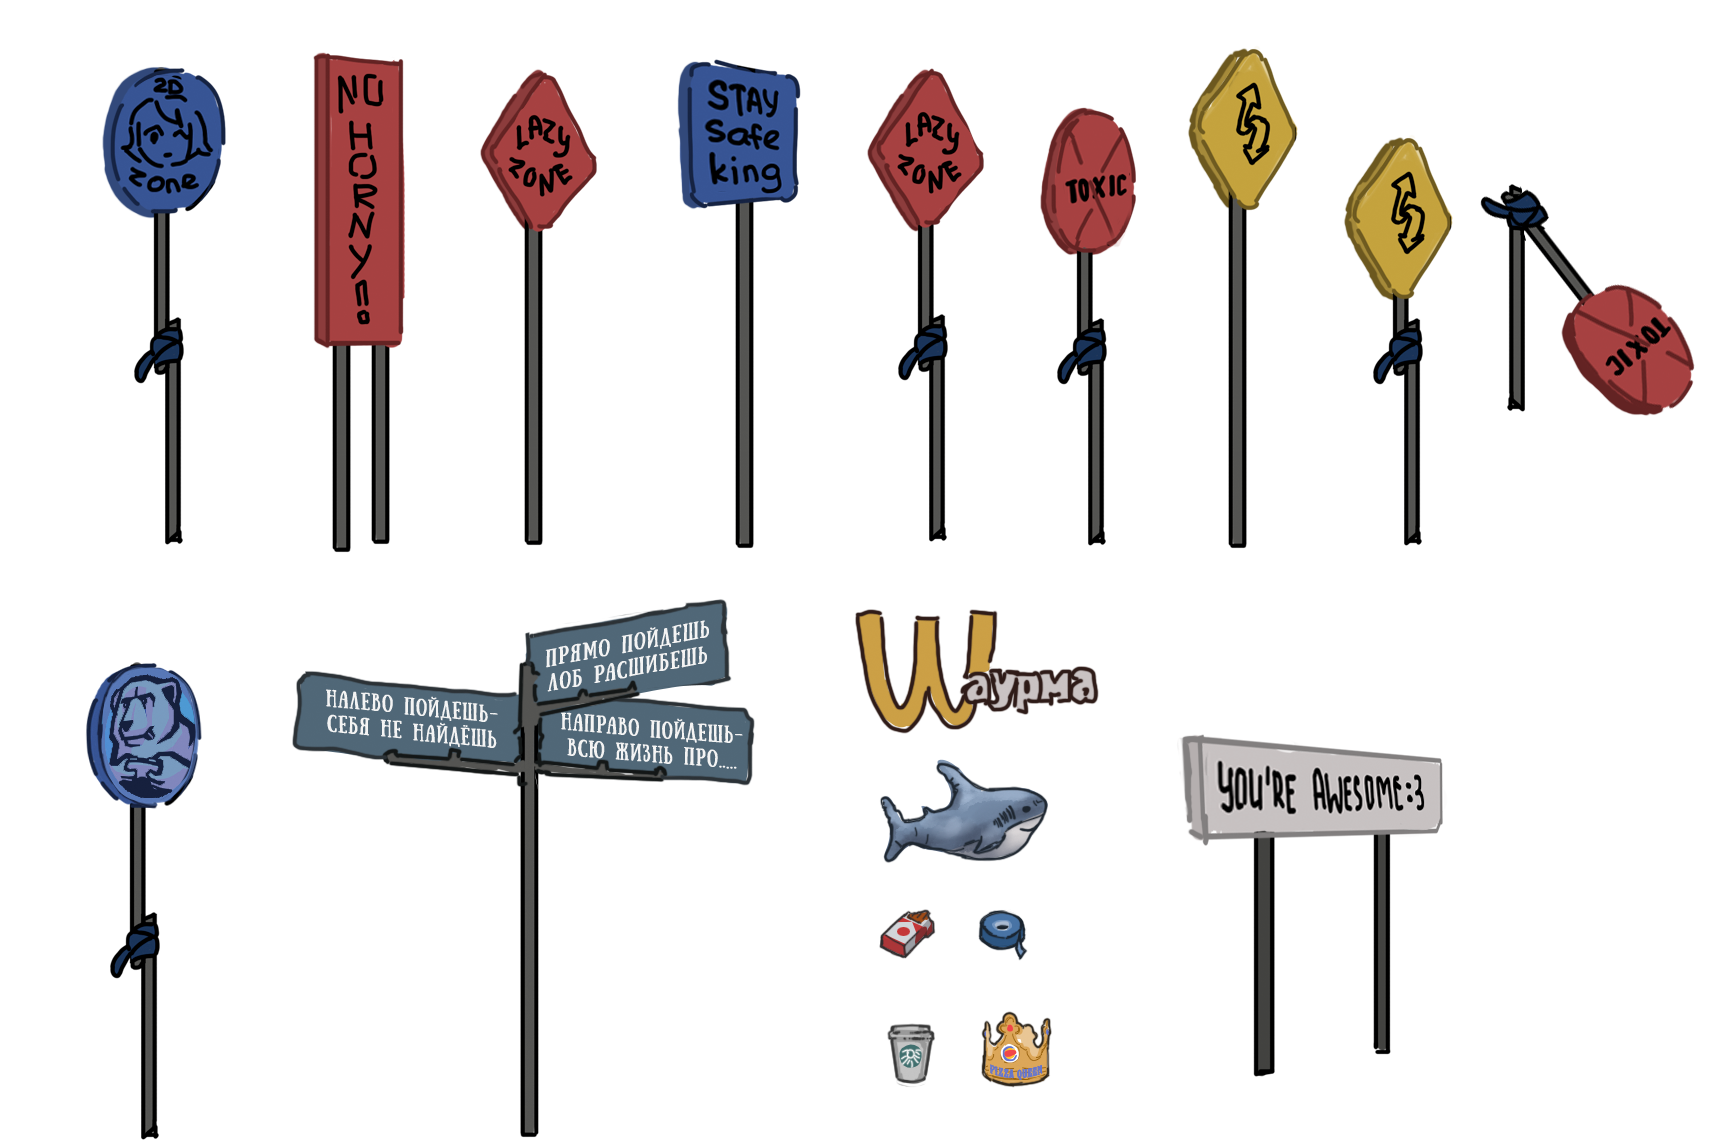 2D
zone
NO
HORNY!!
LAZY
ZONE
STAY
Safe
king
LAZY
ZONE
TOXIC
TOXIC
ПРЯМО ПОЙДЕШЬ
ЛОБ РАСШИБЕШЬ
НАЛЕВО ПОЙДЕШЬ-
СЕБЯ НЕ НАЙДЁШЬ
НАПРАВО ПОЙДЕШЬ-
ВСЮ ЖИЗНЬ ПРО.....
Шаурма
YOU'RE AWESOME:3